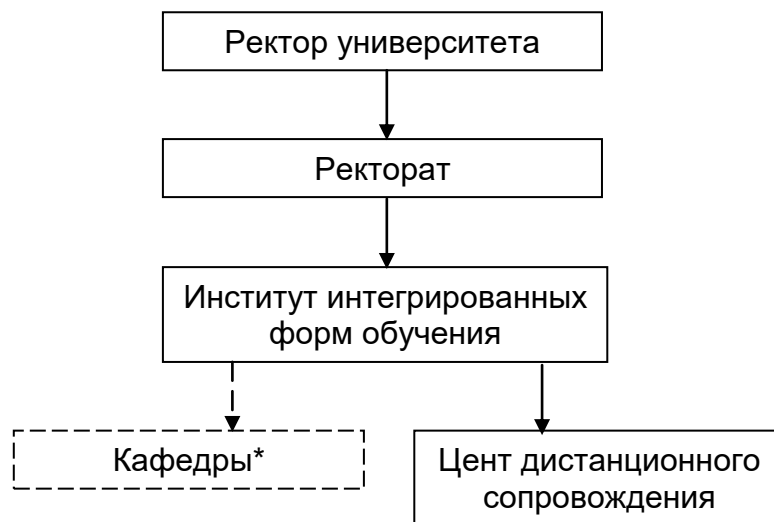 Ректор университета
Ректорат
Институт интегрированных
форм обучения
Кафедры*
Цент дистанционного
сопровождения